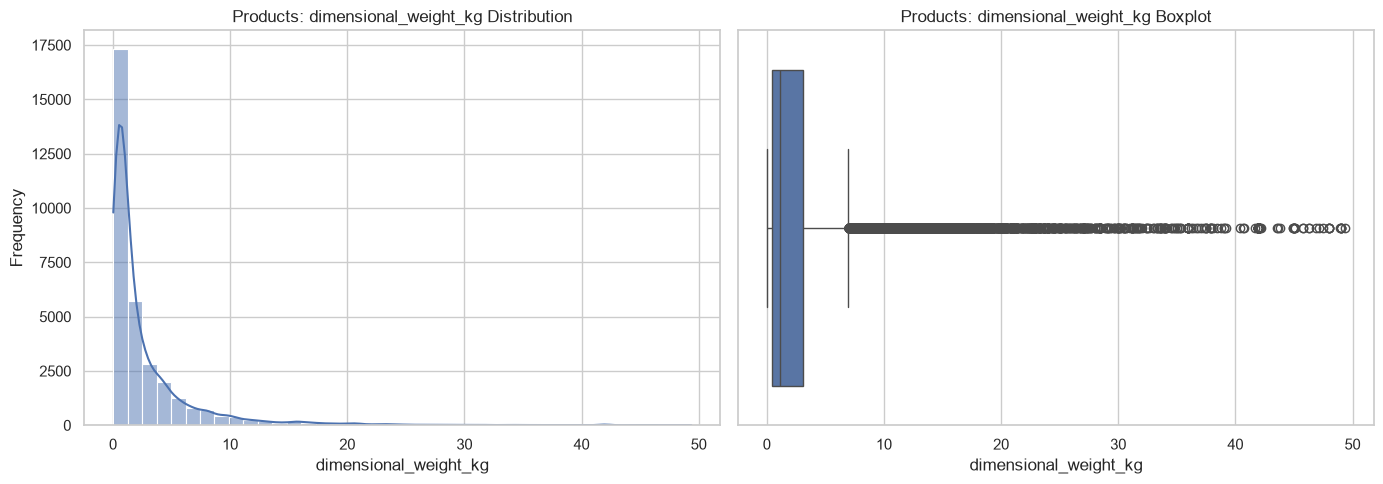 Products: dimensional_weight_kg Distribution
17500
15000
12500
10000
7500
5000
2500
0
Frequency
0 10 20 30 40 50
dimensional_weight_kg
Products: dimensional_weight_kg Boxplot
0 10 20 30 40 50
dimensional_weight_kg